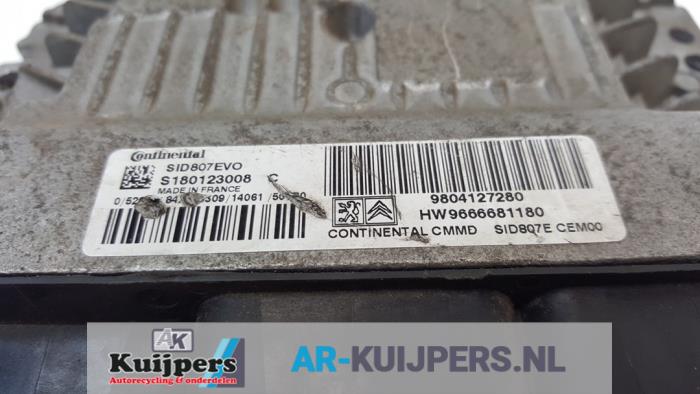 Continental
SID807EVO
S180123008 C
MADE IN FRANCE
9804127280
HW9666681180
CONTINENTAL CMMD SID807E CEM00
AK
Kuijpers
Autorecycling & onderdelen
AR-KUIJPERS.NL